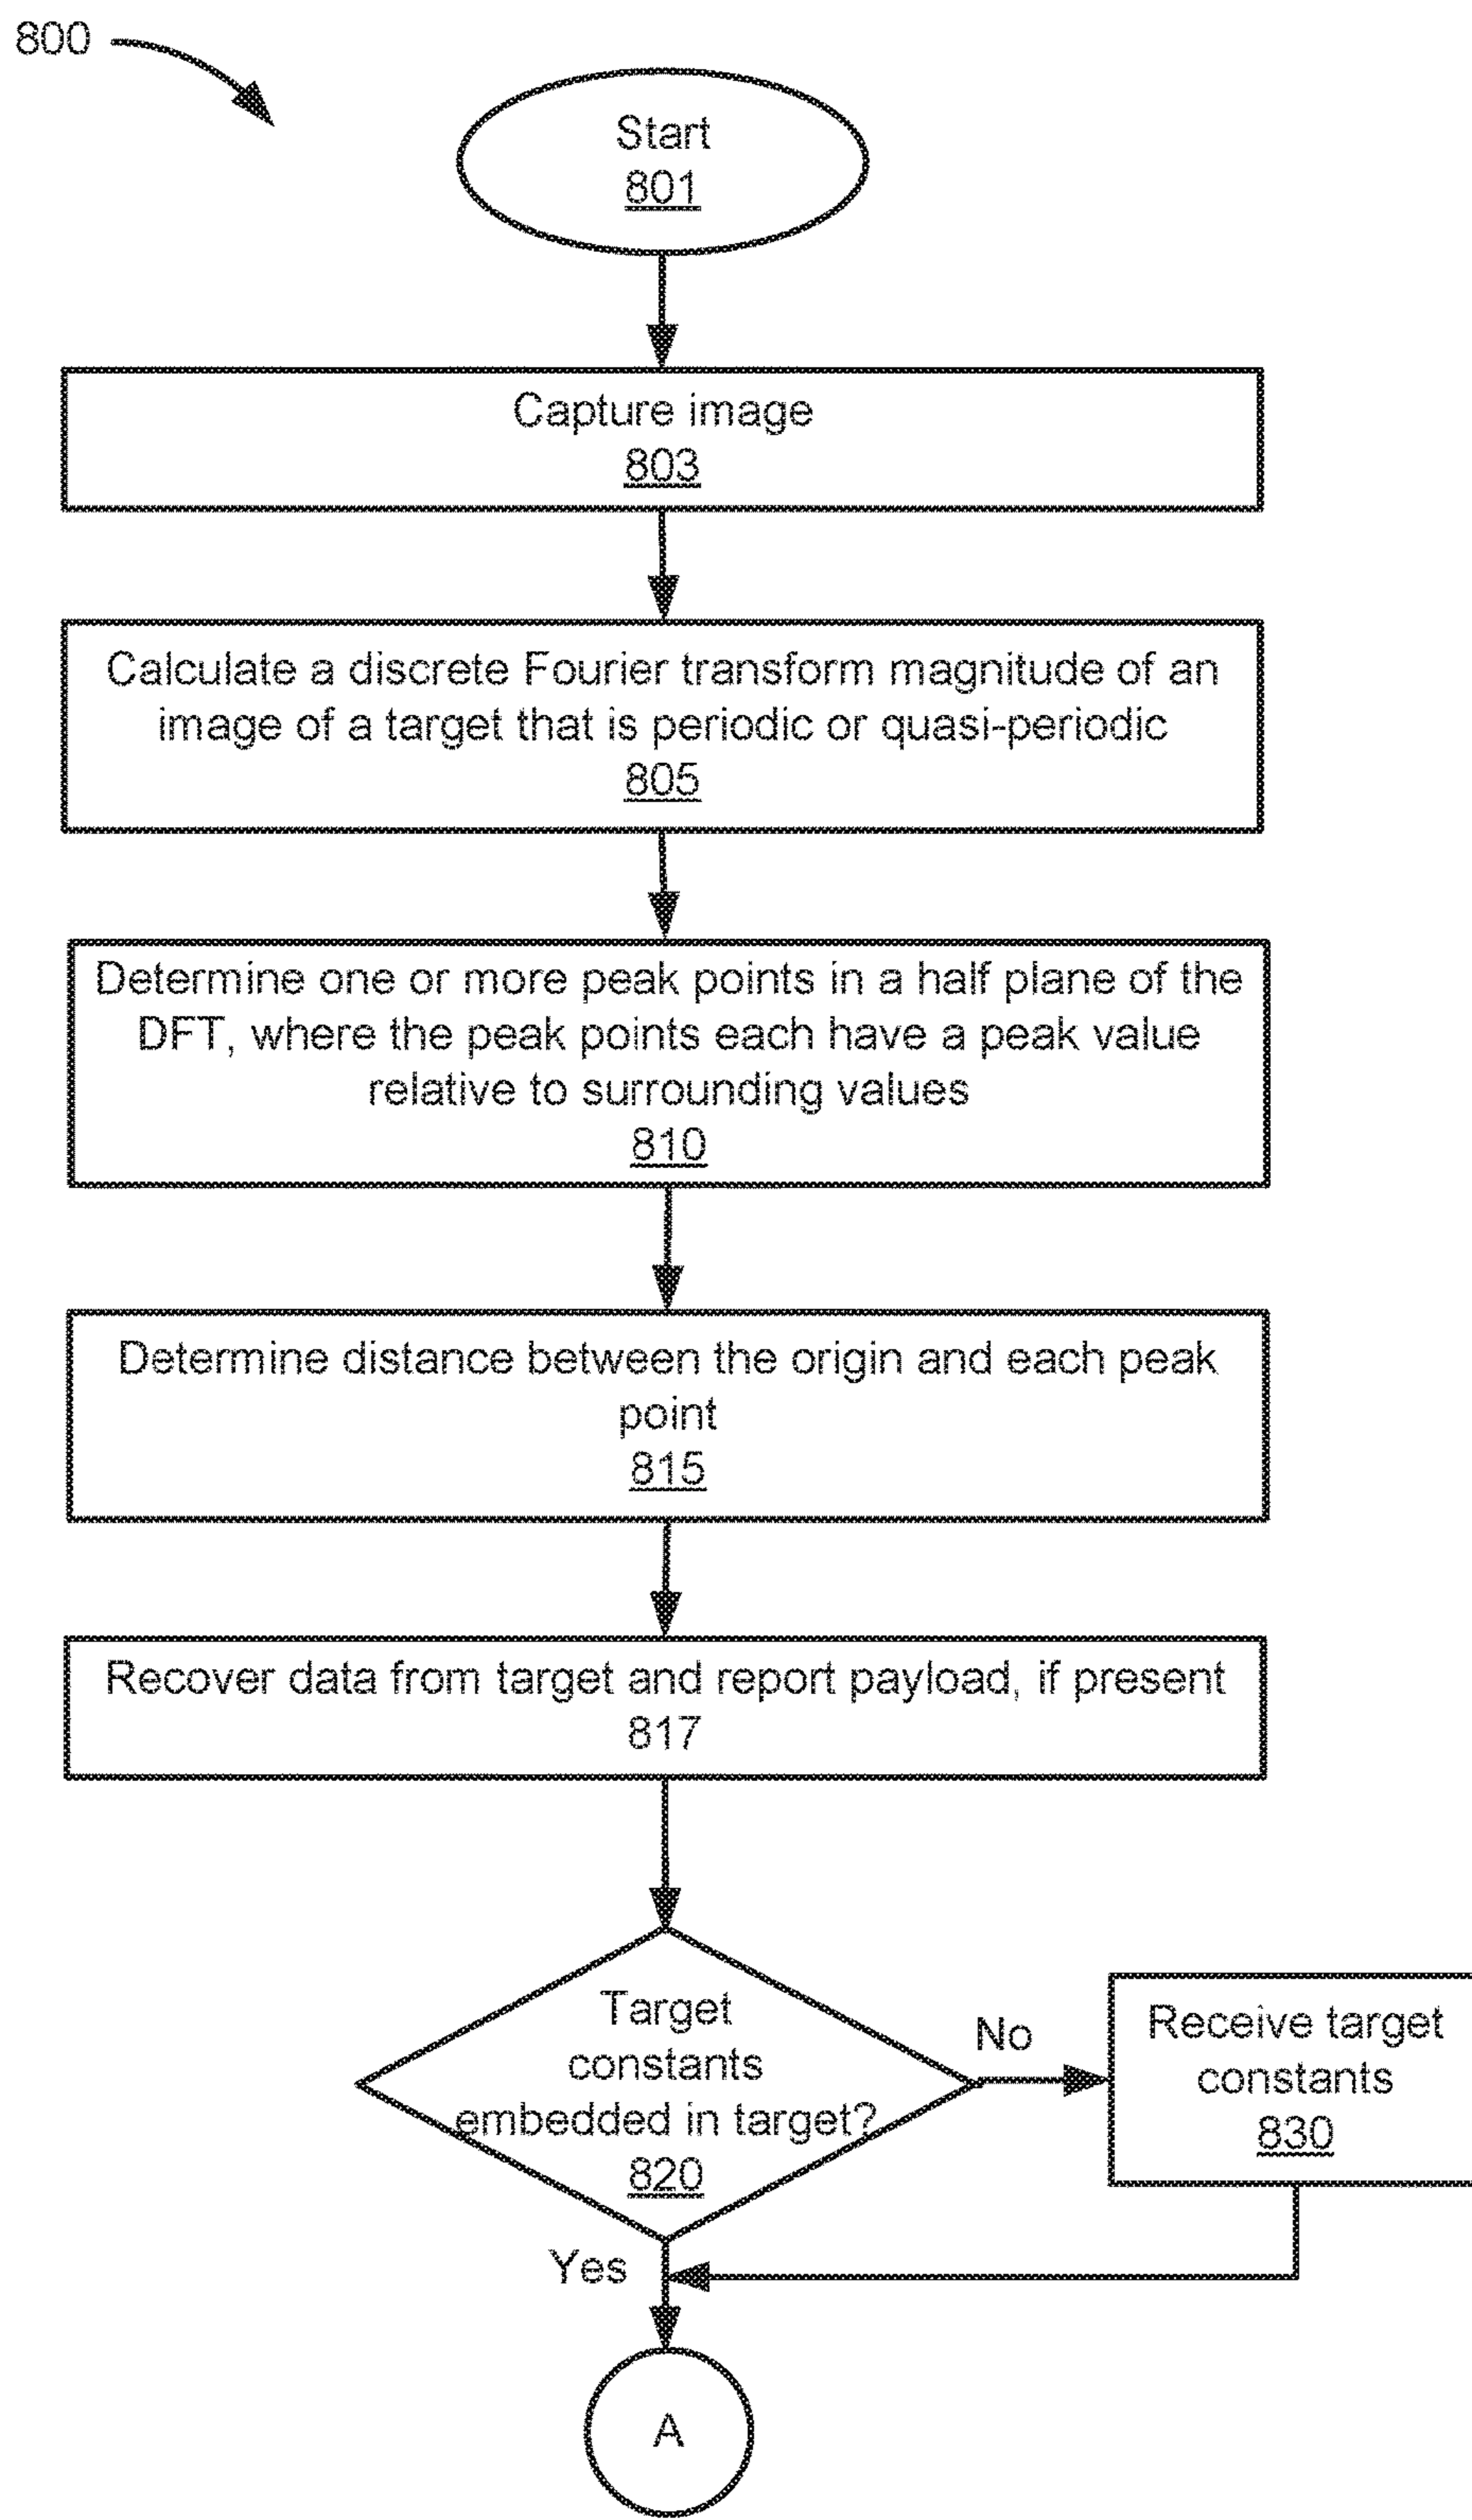 800
Start
801
Capture image
803
Calculate a discrete Fourier transform magnitude of an
image of a target that is periodic or quasi-periodic
805
Determine one or more peak points in a half plane of the
DFT, where the peak points each have a peak value
relative to surrounding values
810
Determine distance between the origin and each peak
point
815
Recover data from target and report payload, if present
817
Target
constants
embedded in target?
820
No
Receive target
constants
830
Yes
A